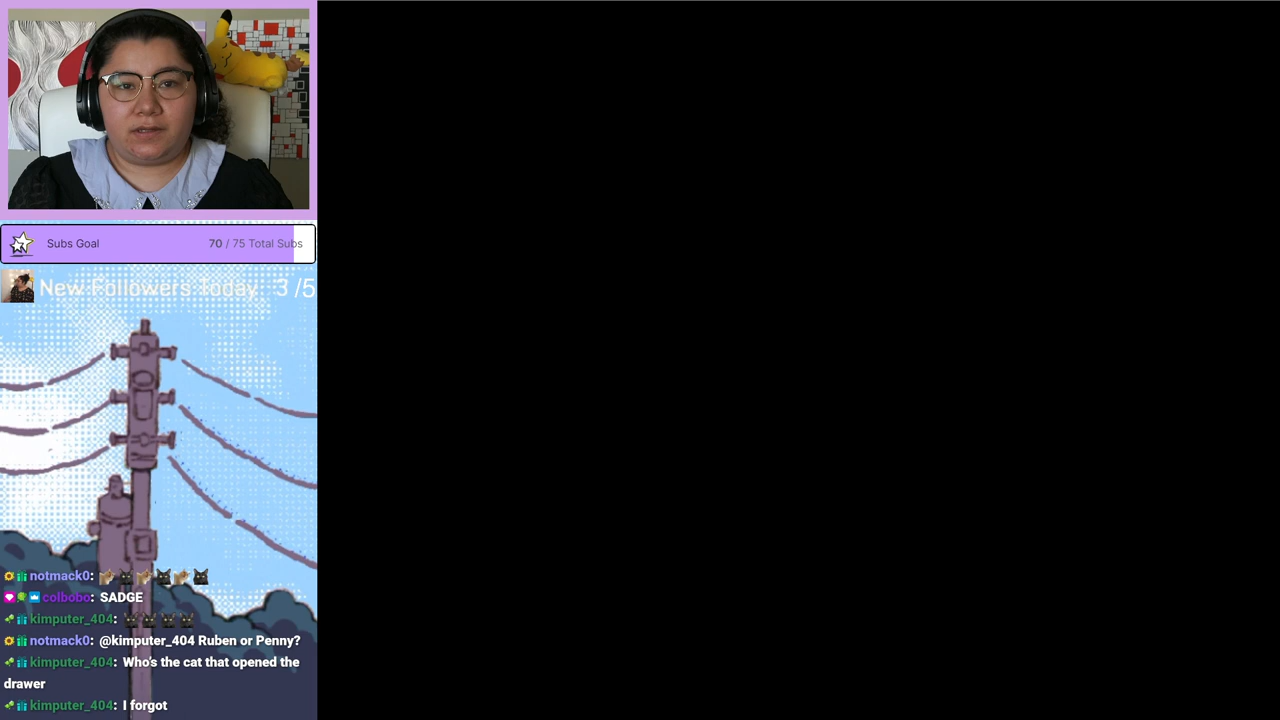 Subs Goal 70 / 75 Total Subs
New Followers Today 3 /5
notmack0:
colbobo: SADGE
kimputer_404:
notmack0: @kimputer_404 Ruben or Penny?
kimputer_404: Who's the cat that opened the
drawer
kimputer_404: I forgot